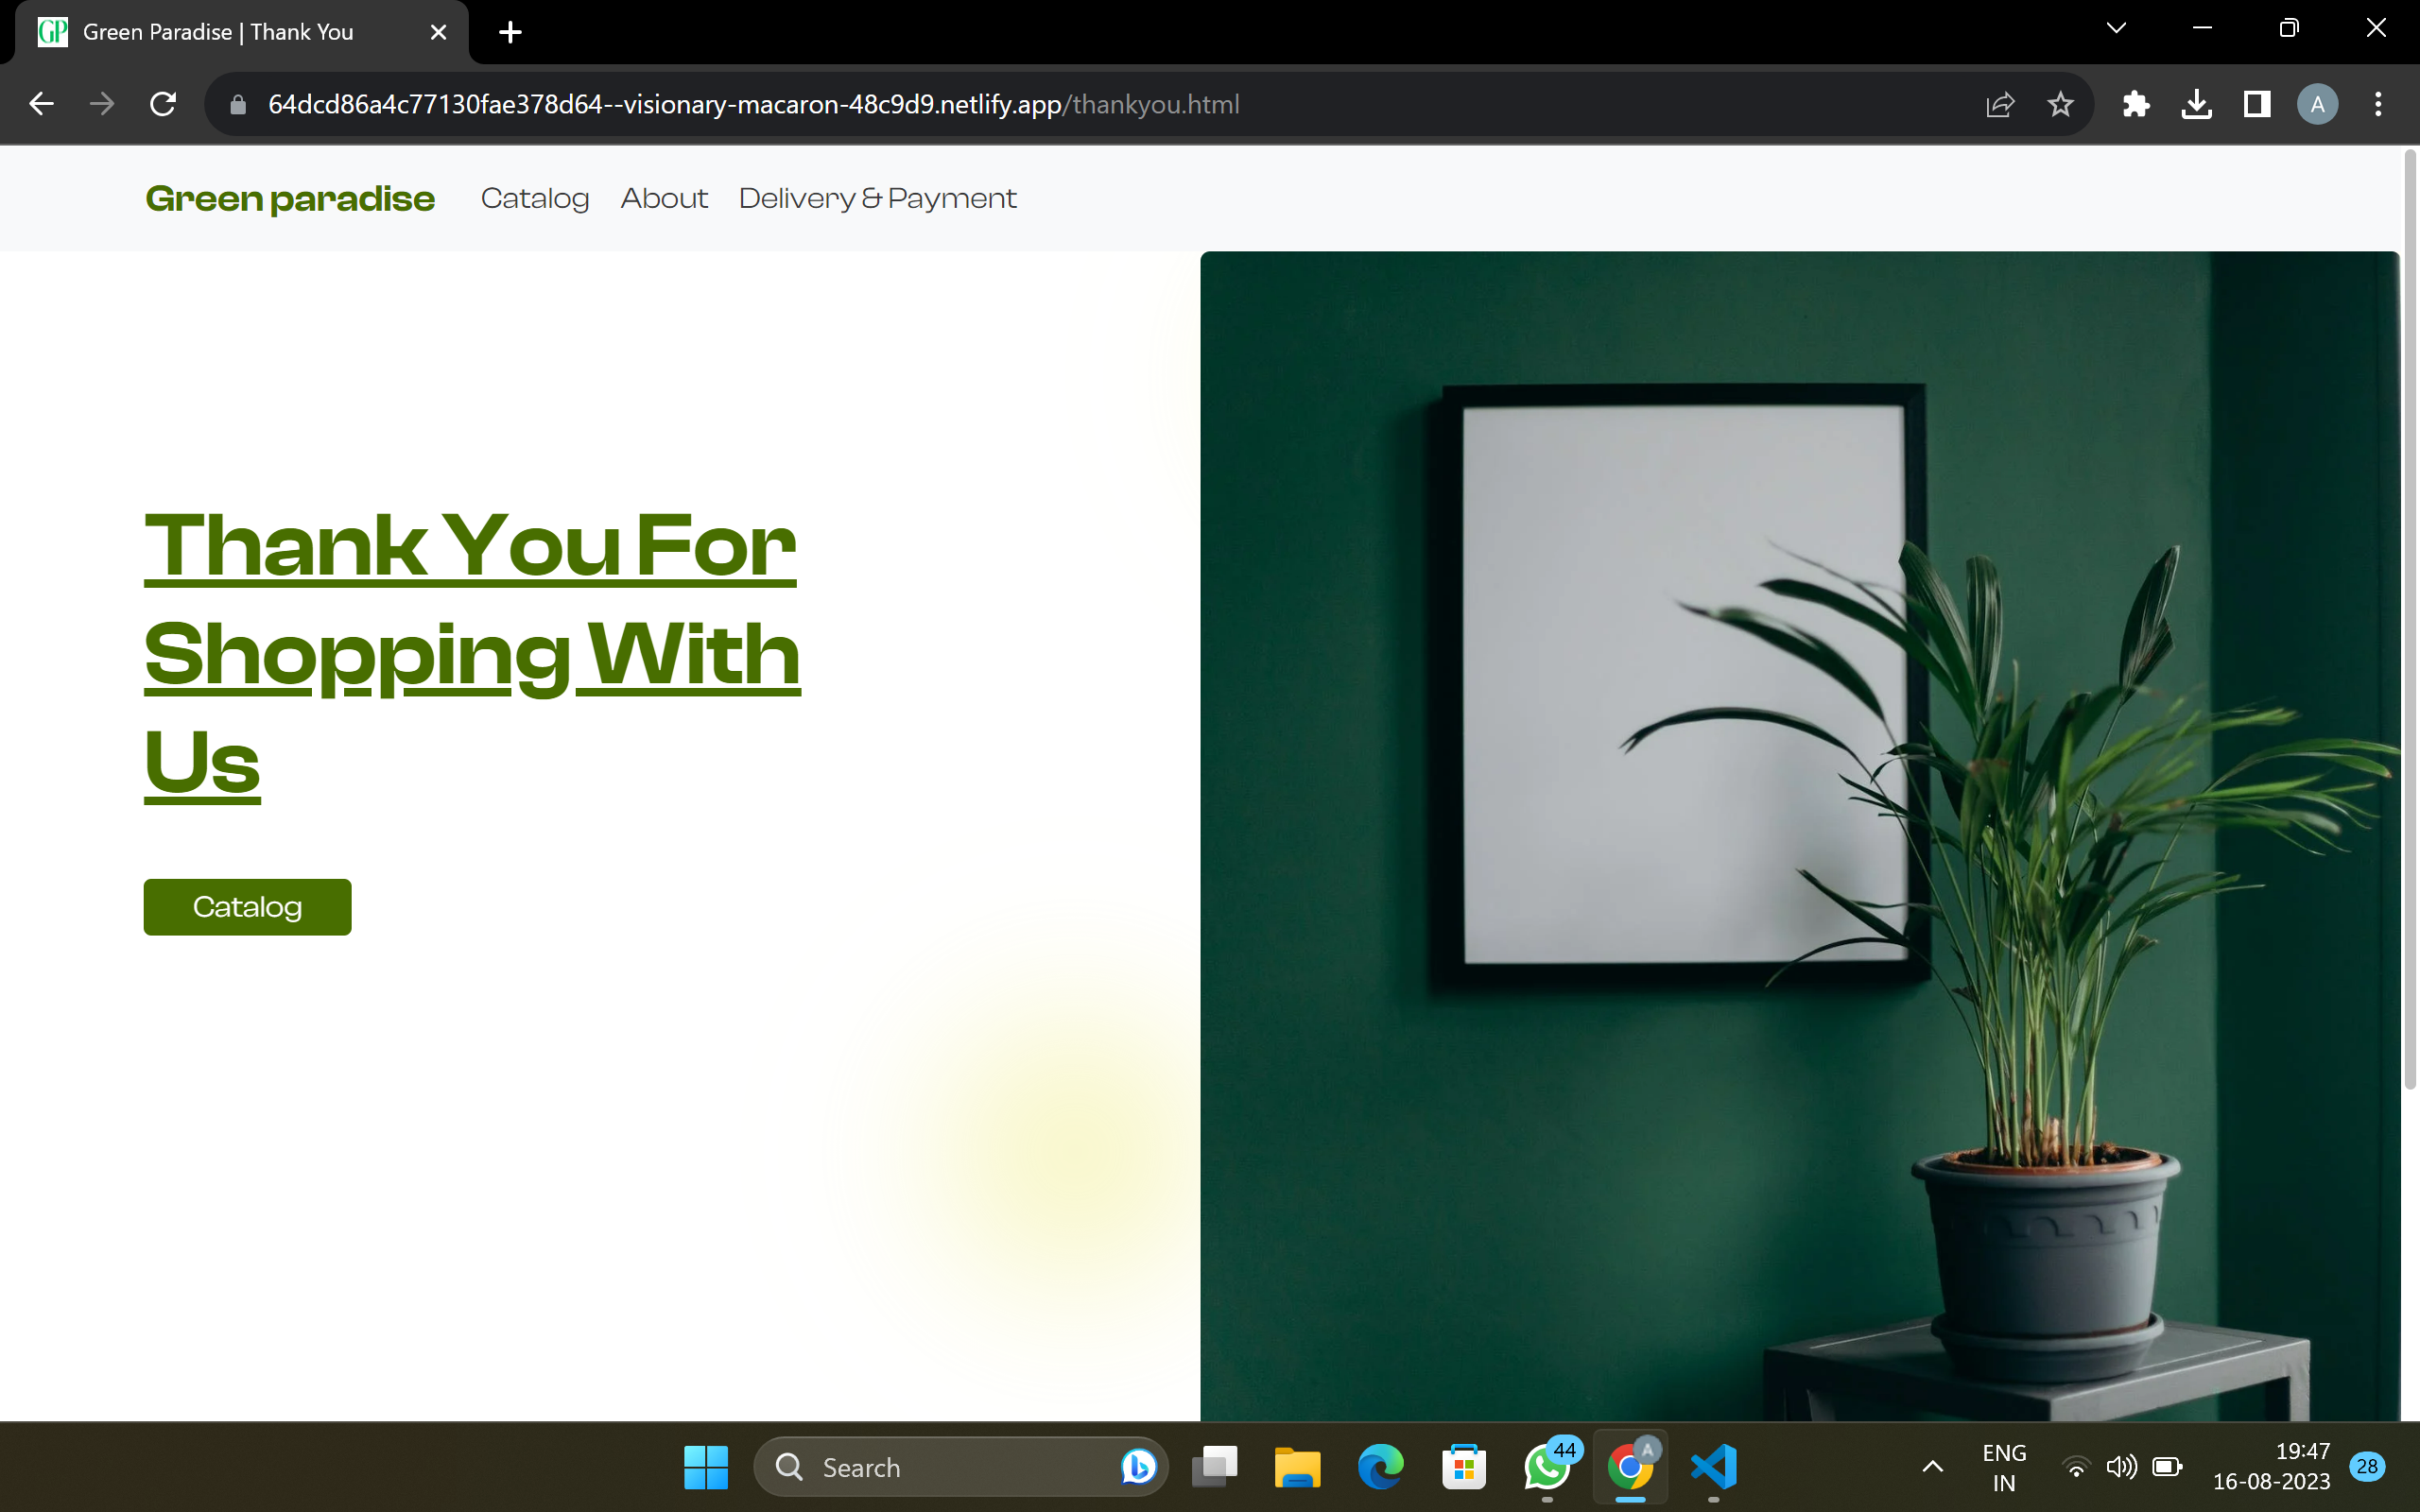 GP Green Paradise | Thank You
64dcd86a4c77130fae378d64--visionary-macaron-48c9d9.netlify.app/thankyou.html
A
Green paradise Catalog About Delivery & Payment
Thank You For
Shopping With
Us
Catalog
Search
44
A
ENG
IN
19:47
16-08-2023
28